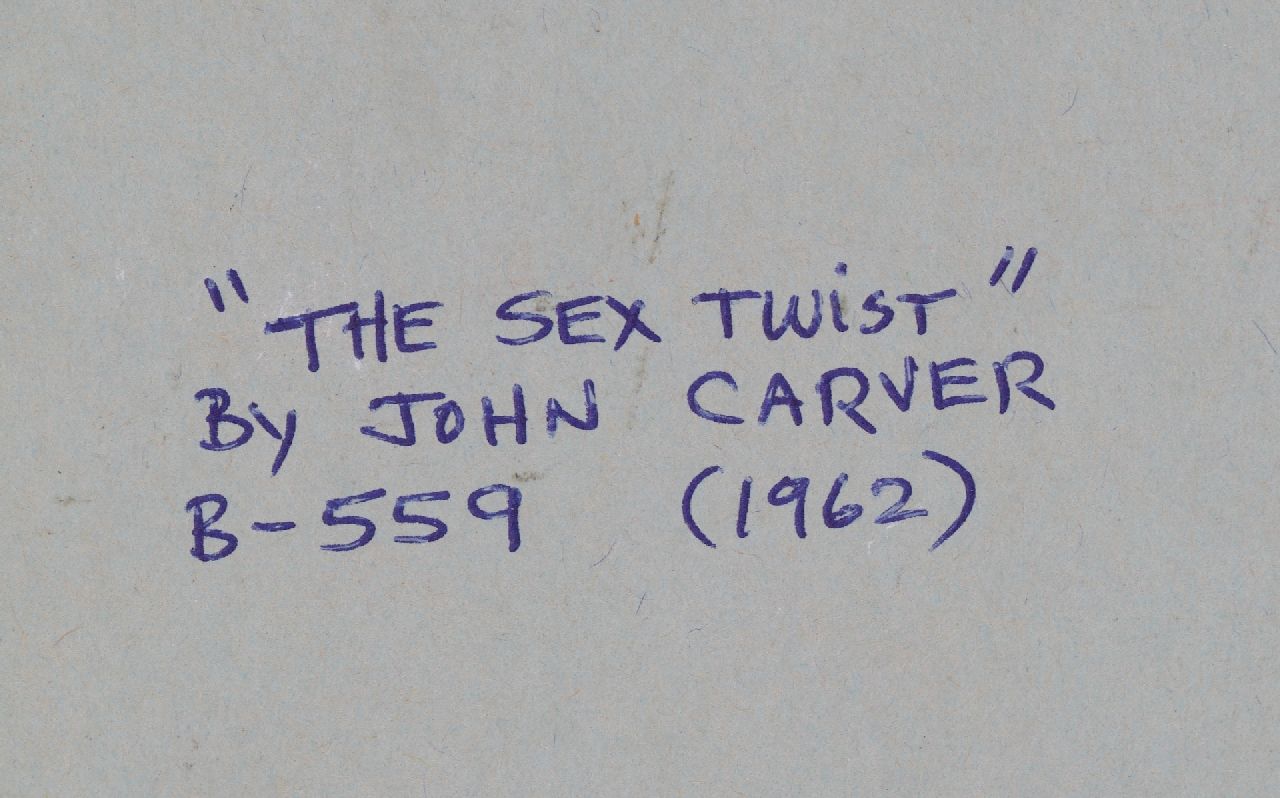 "THE SEX TWiST"
By JOHN CARVER
B-559 (1962)